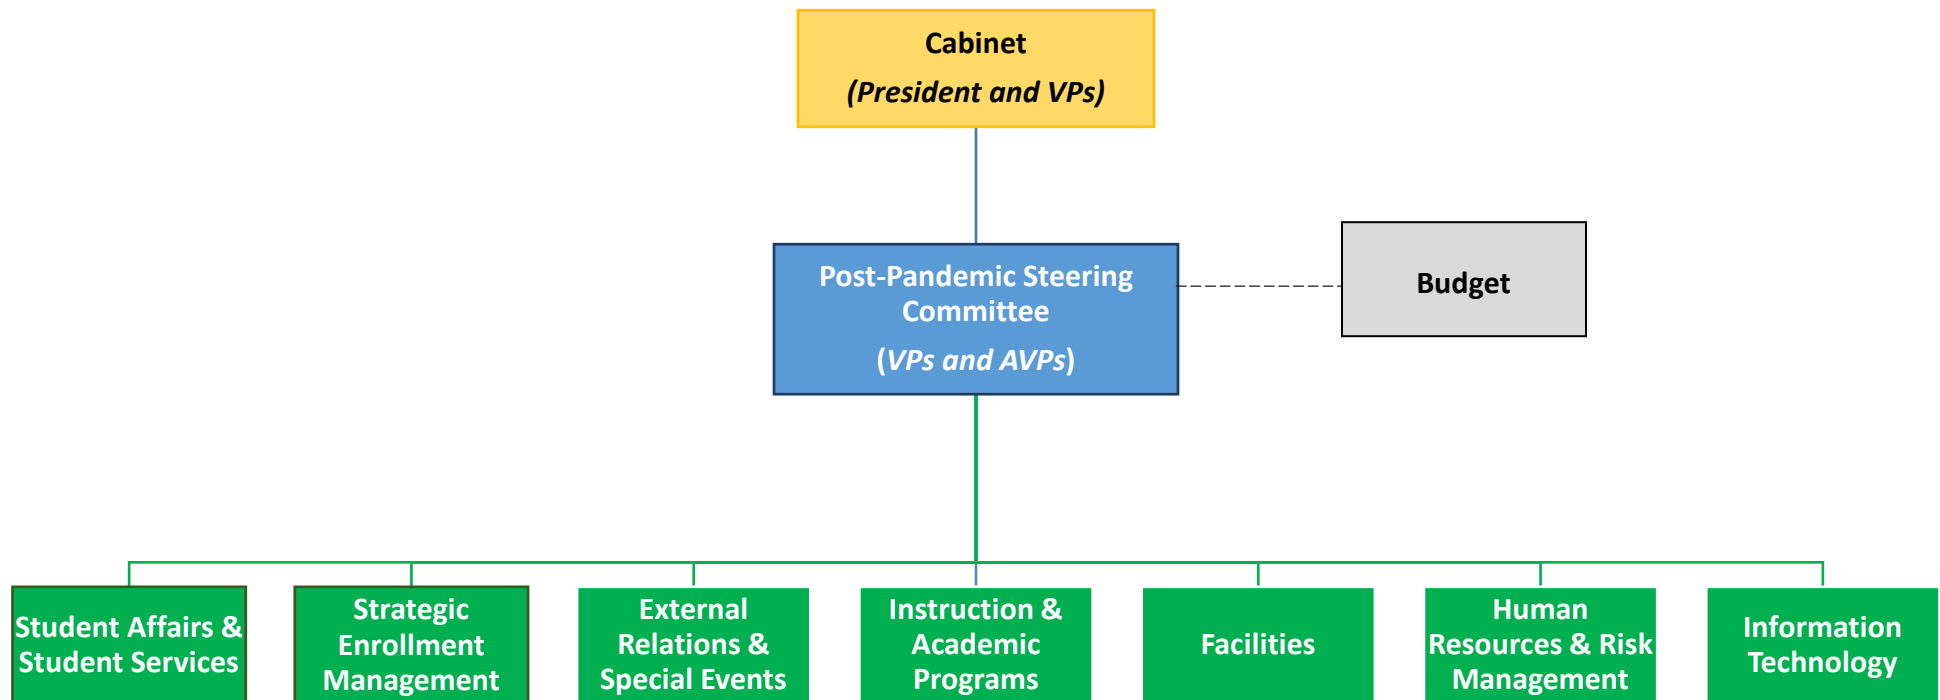 Cabinet
(President and VPs)
Post-Pandemic Steering
Committee
(VPs and AVPs)
Budget
Student Affairs &
Student Services
Strategic
Enrollment
Management
External
Relations &
Special Events
Instruction &
Academic
Programs
Facilities
Human
Resources & Risk
Management
Information
Technology